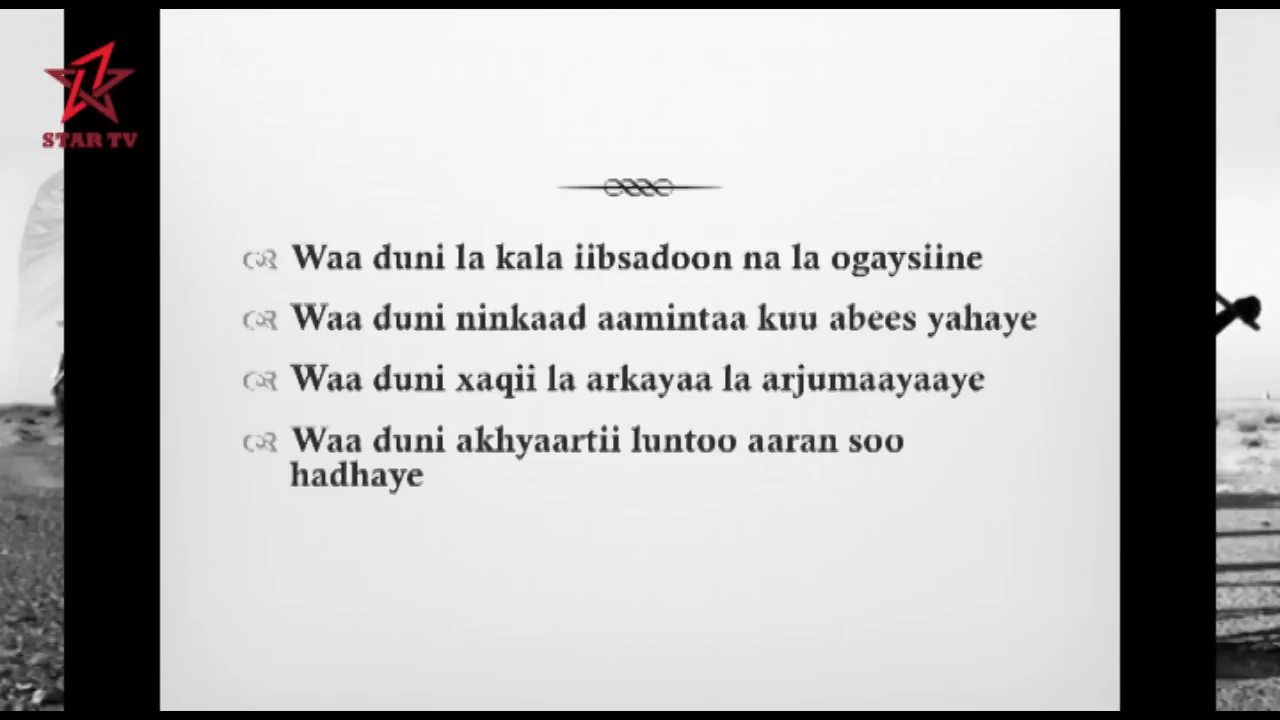 STAR TV
Waa duni la kala iibsadoon na la ogaysiine
Waa duni ninkaad aamintaa kuu abees yahaye
Waa duni xaqii la arkayaa la arjumaayaaye
Waa duni akhyaartii luntoo aaran soo
hadhaye